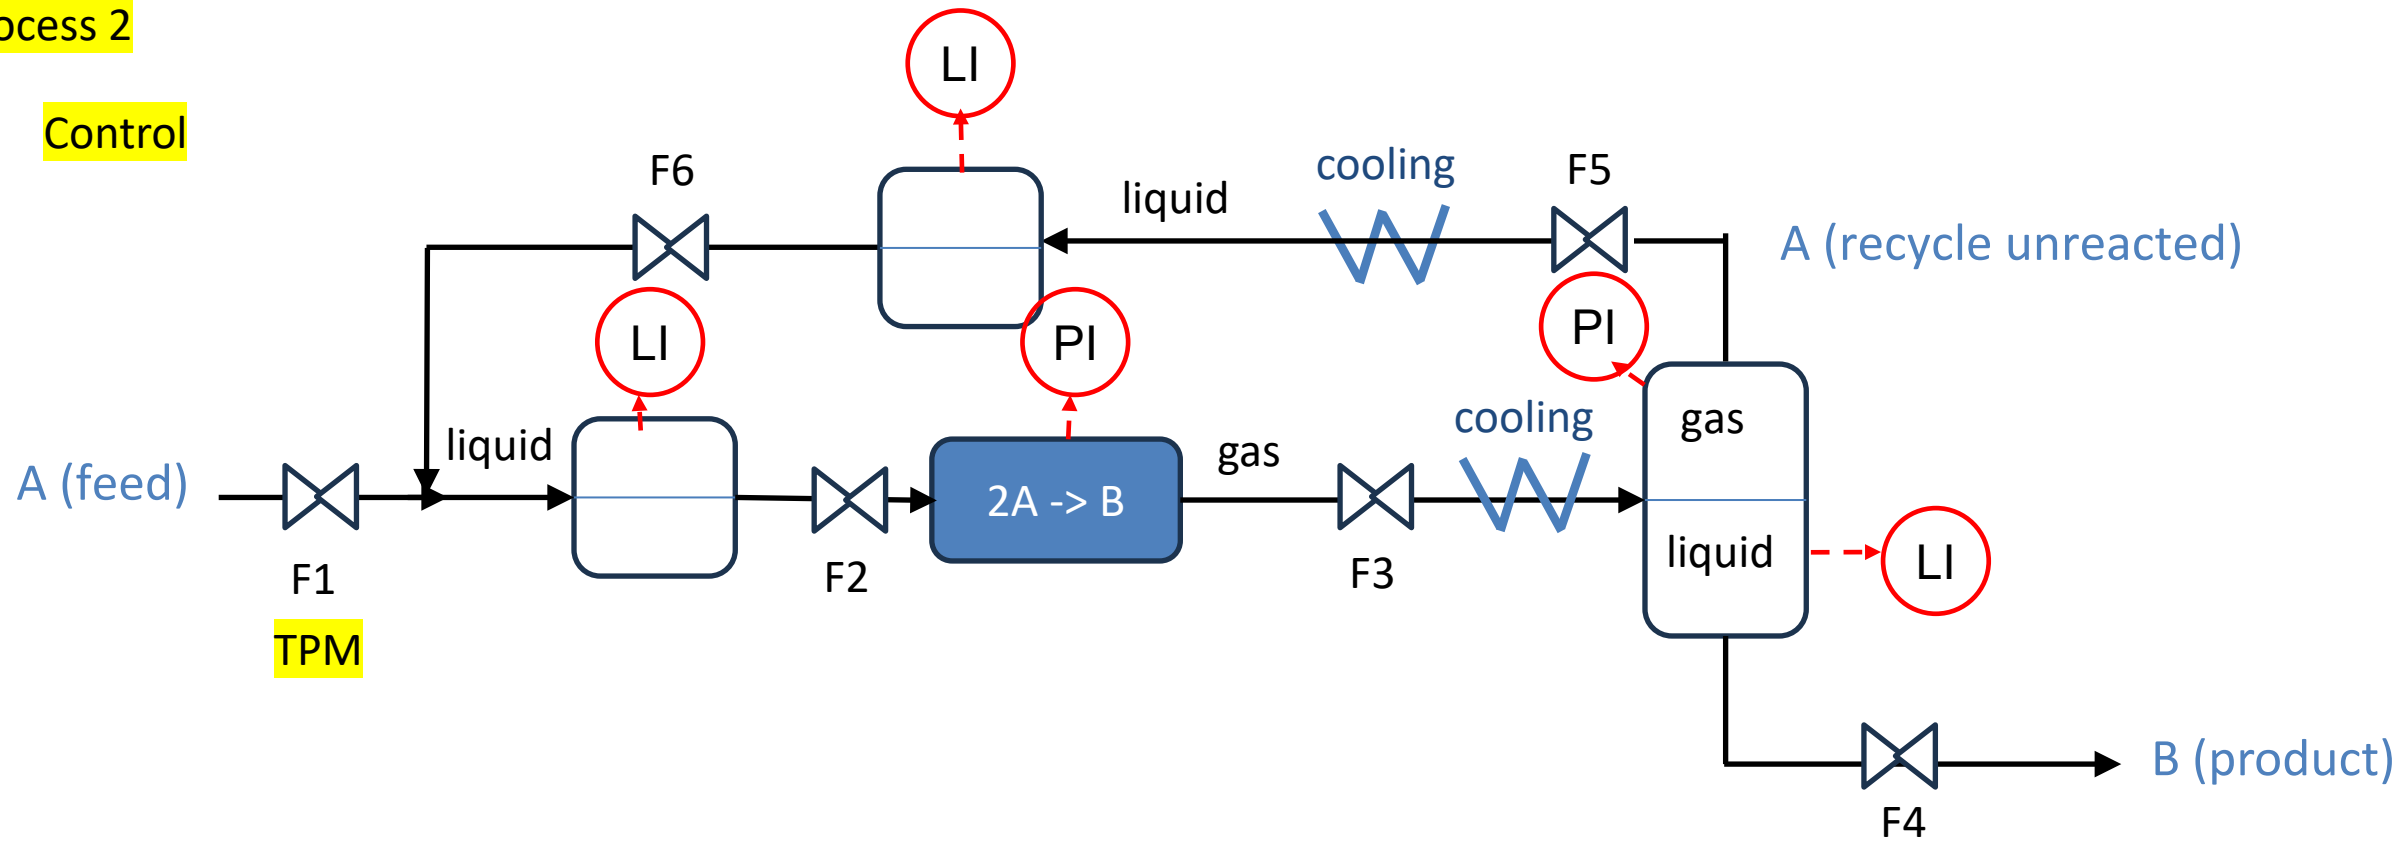 ocess 2
Control
LI
F6
liquid
cooling
F5
A (recycle unreacted)
LI
PI
PI
A (feed)
liquid
2A -> B
gas
cooling
gas
liquid
LI
F1
F2
F3
TPM
B (product)
F4